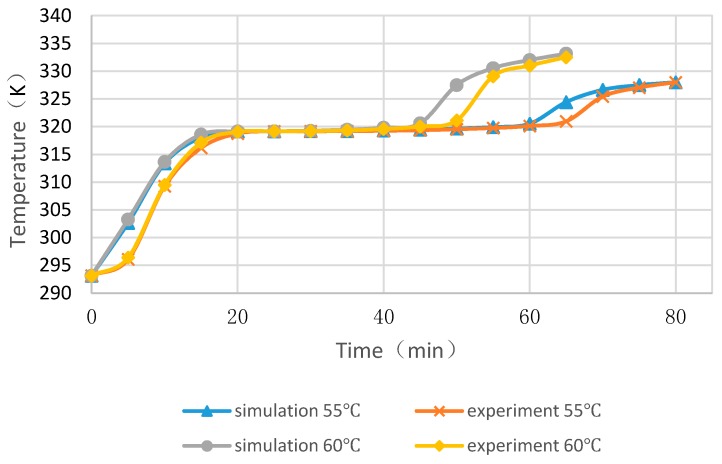 340
335
330
325
320
315
310
305
300
295
290
Temperature（K）
0 20 40 60 80
Time（min）
simulation 55℃ experiment 55℃
simulation 60℃ experiment 60℃